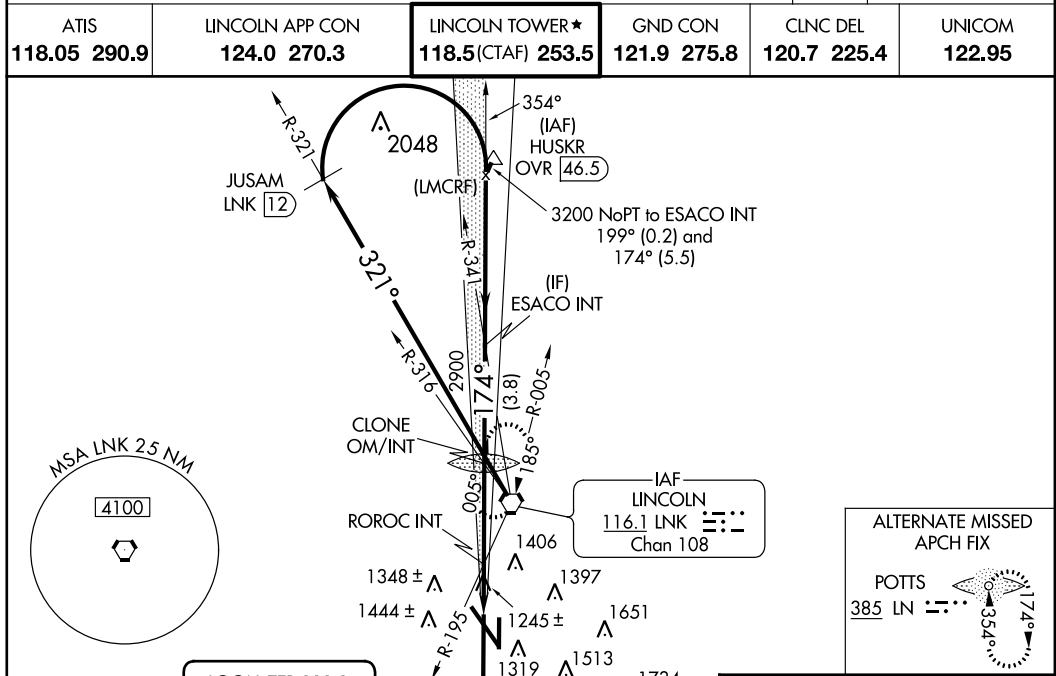 ATIS
118.05 290.9
LINCOLN APP CON
124.0 270.3
LINCOLN TOWER★
118.5(CTAF) 253.5
GND CON
121.9 275.8
CLNC DEL
120.7 225.4
UNICOM
122.95
R-321
2048
354°
(IAF)
HUSKR
OVR 46.5
JUSAM
LNK 12
(LMCRF)
x
3200 NoPT to ESACO INT
199° (0.2) and
174° (5.5)
R-341
321°
(IF)
ESACO INT
R-316
2900
174°
(3.8)
R-005
CLONE
OM/INT
185°
005°
MSA LNK 25 NM
4100
IAF
LINCOLN
116.1 LNK
Chan 108
ROROC INT
1406
1348 ±
1397
1444 ±
1245 ±
1651
R-195
1319
1513
ALTERNATE MISSED
APCH FIX
POTTS
385 LN
354°
174°